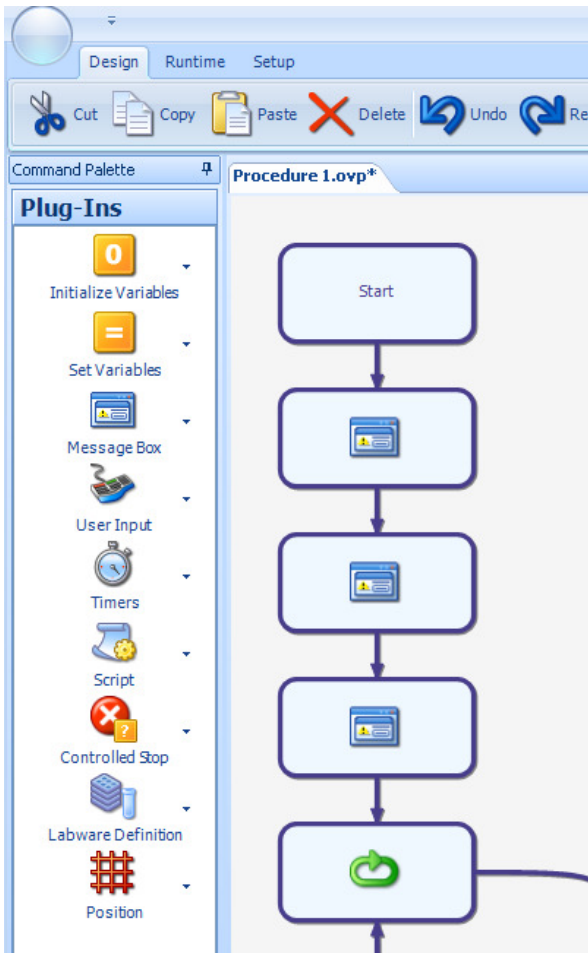 Design Runtime Setup
Cut Copy Paste Delete Undo Re
Command Palette
Procedure 1.ovp*
Plug-Ins
0
Initialize Variables
=
Set Variables
Message Box
User Input
Timers
Script
?
Controlled Stop
Labware Definition
Position
Start